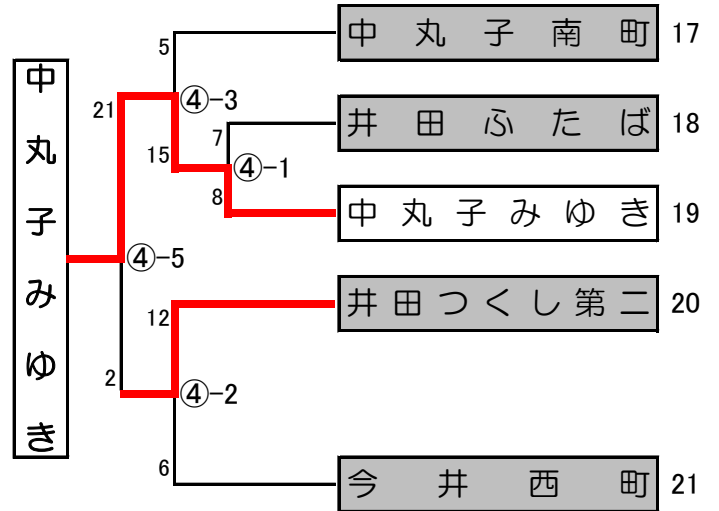 中丸子みゆき
5
中丸子南町 17
21
④-3
7
井田ふたば 18
15
④-1
8
中丸子みゆき 19
④-5
12
井田つくし第二 20
2
④-2
6
今井西町 21